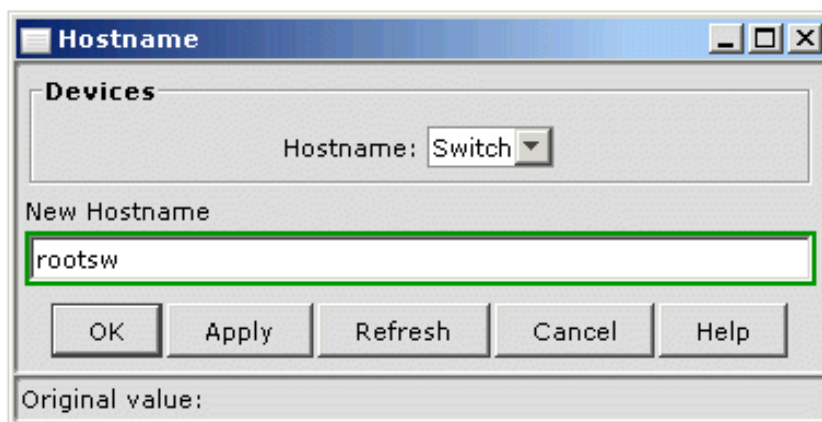 Hostname
Devices
Hostname: Switch
New Hostname
rootsw
OK Apply Refresh Cancel Help
Original value: